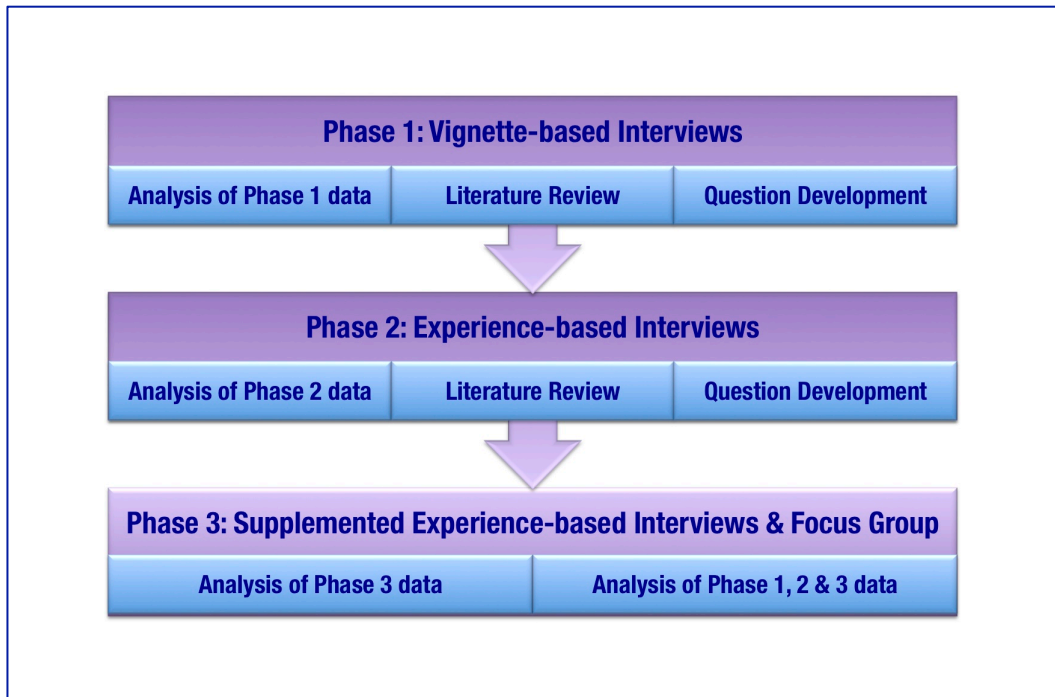 Phase 1: Vignette-based Interviews
Analysis of Phase 1 data
Literature Review
Question Development
Phase 2: Experience-based Interviews
Analysis of Phase 2 data
Literature Review
Question Development
Phase 3: Supplemented Experience-based Interviews & Focus Group
Analysis of Phase 3 data
Analysis of Phase 1, 2 & 3 data